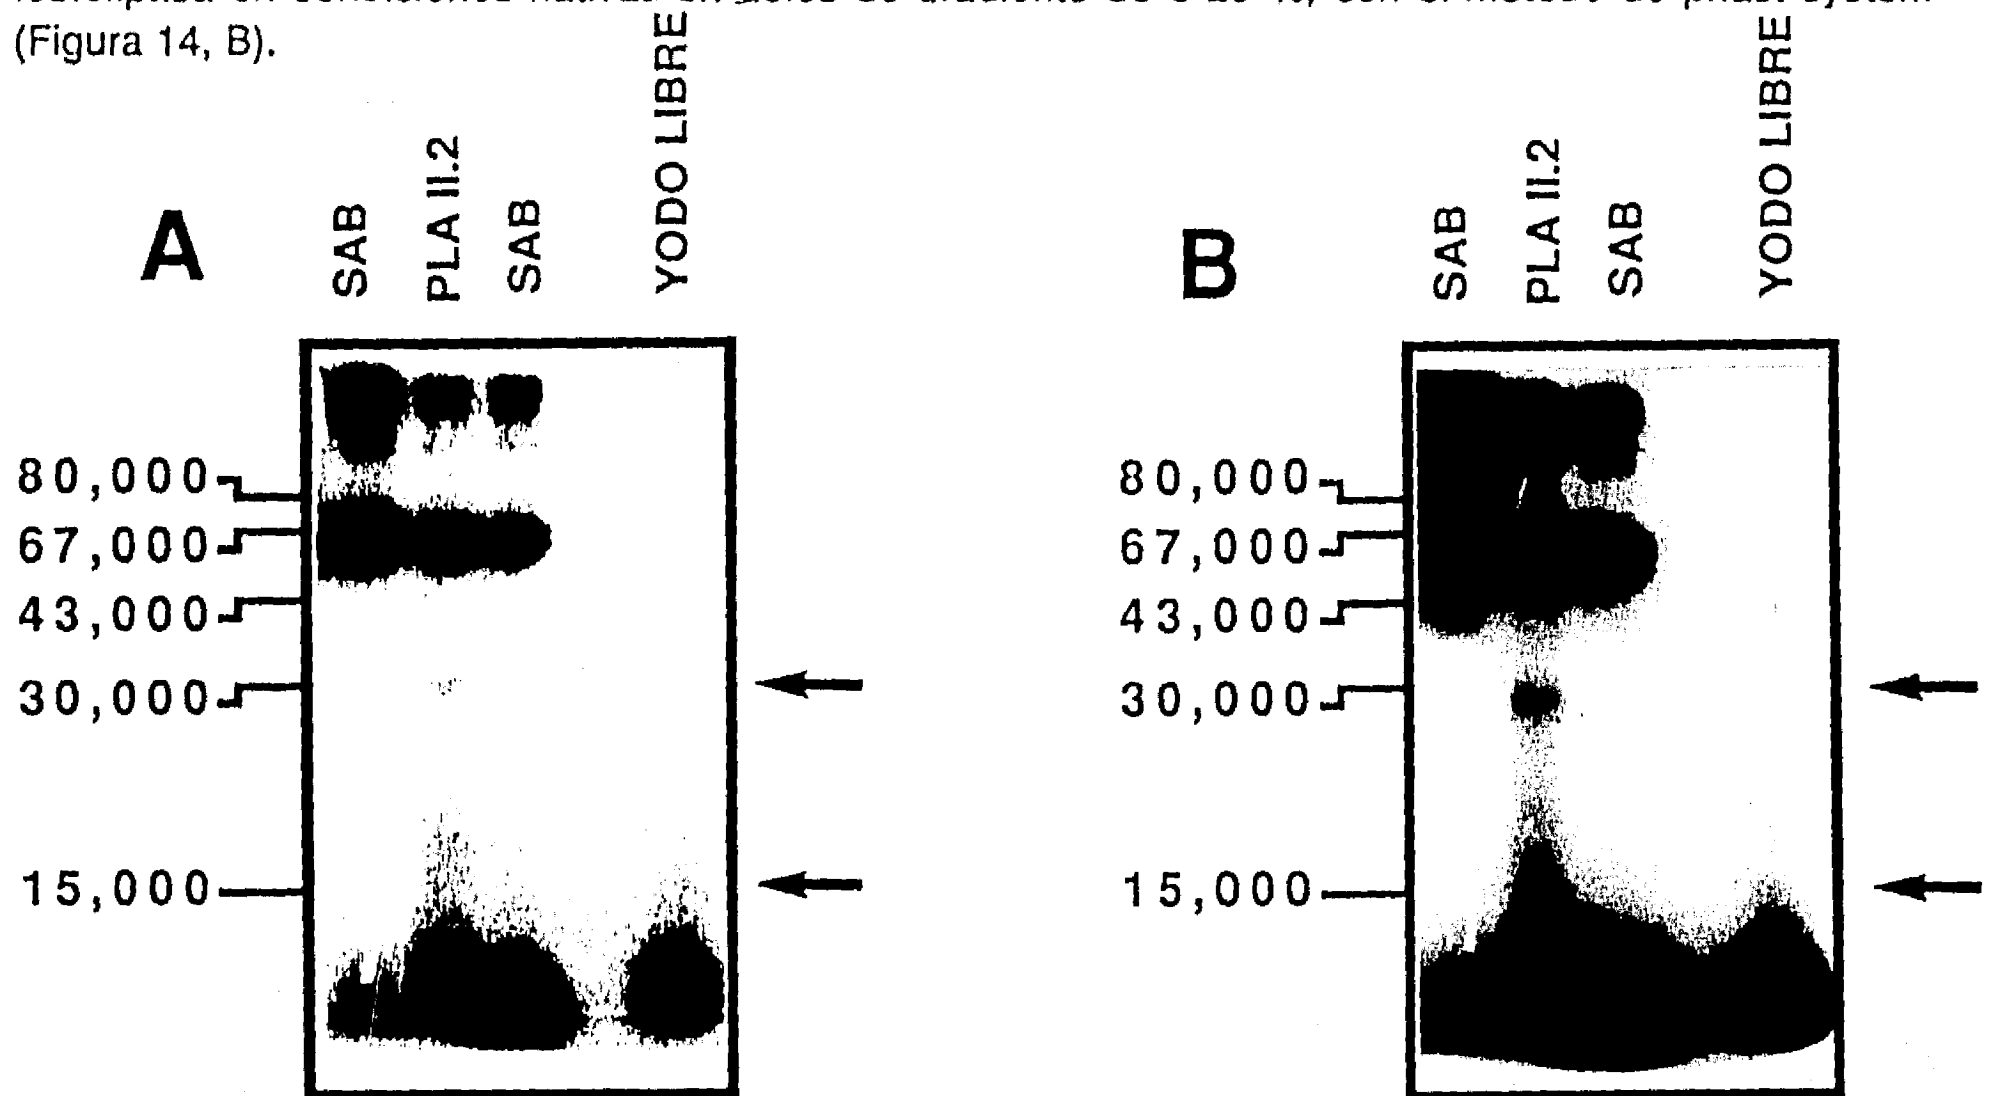 (Figura 14, B).
A
SAB
PLA II.2
SAB
YODO LIBRE
80,000
67,000
43,000
30,000
15,000
B
SAB
PLA II.2
SAB
YODO LIBRE
80,000
67,000
43,000
30,000
15,000